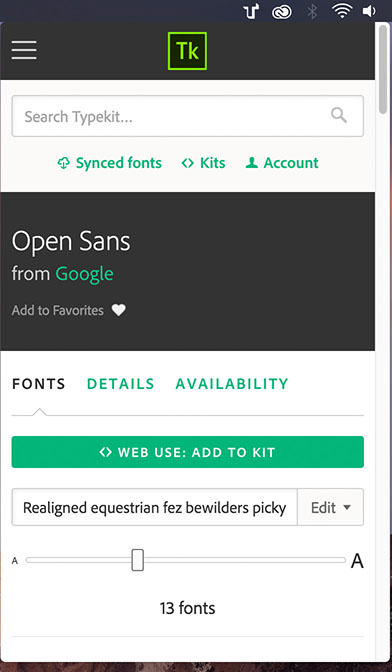 Tk
Search Typekit...
Synced fonts
Kits
Account
Open Sans
from Google
Add to Favorites
FONTS DETAILS AVAILABILITY
<> WEB USE: ADD TO KIT
Realigned equestrian fez bewilders picky
Edit
A A
13 fonts